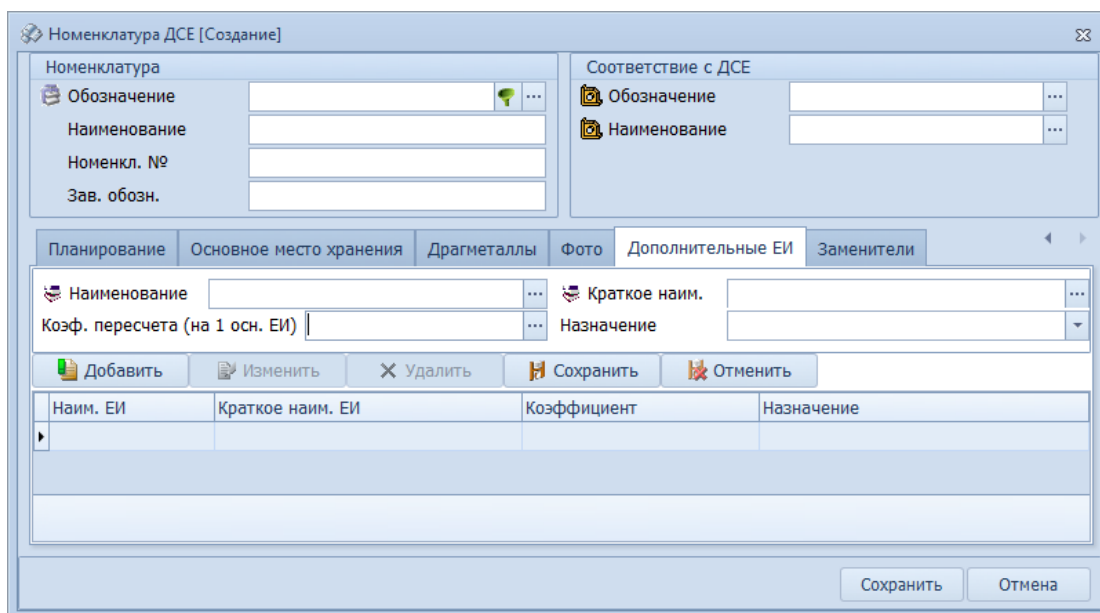 Номенклатура ДСЕ [Создание]
Номенклатура
Обозначение
...
Наименование
Номенкл. №
Зав. обозн.
Соответствие с ДСЕ
Обозначение
...
Наименование
...
Планирование Основное место хранения Драгметаллы Фото Дополнительные ЕИ Заменители
Наименование ... Краткое наим. ...
Коэф. пересчета (на 1 осн. ЕИ) ... Назначение
Добавить Изменить Удалить Сохранить Отменить
Наим. ЕИ Краткое наим. ЕИ Коэффициент Назначение
Сохранить Отмена